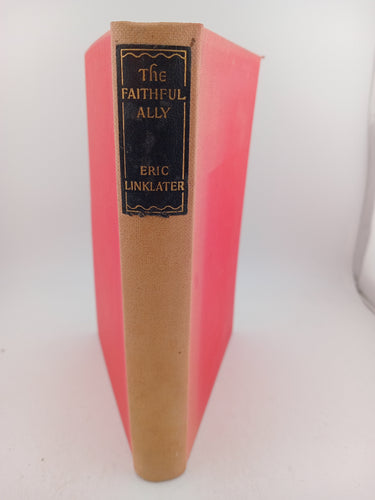 The
FAITHFUL
ALLY
ERIC
LINKLATER